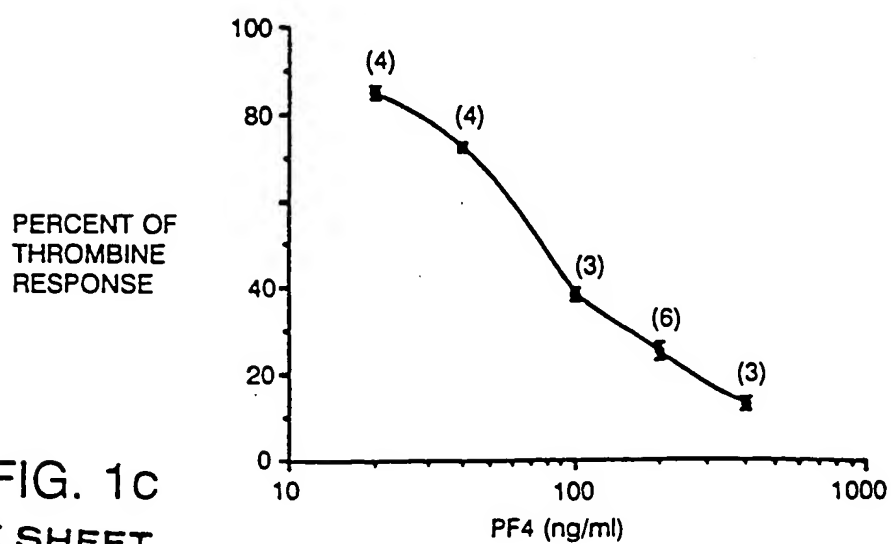 100
80
40
20
0
PERCENT OF
THROMBINE
RESPONSE
(4)
(4)
(3)
(6)
(3)
10
100
1000
PF4 (ng/ml)
FIG. 1c
SHEET